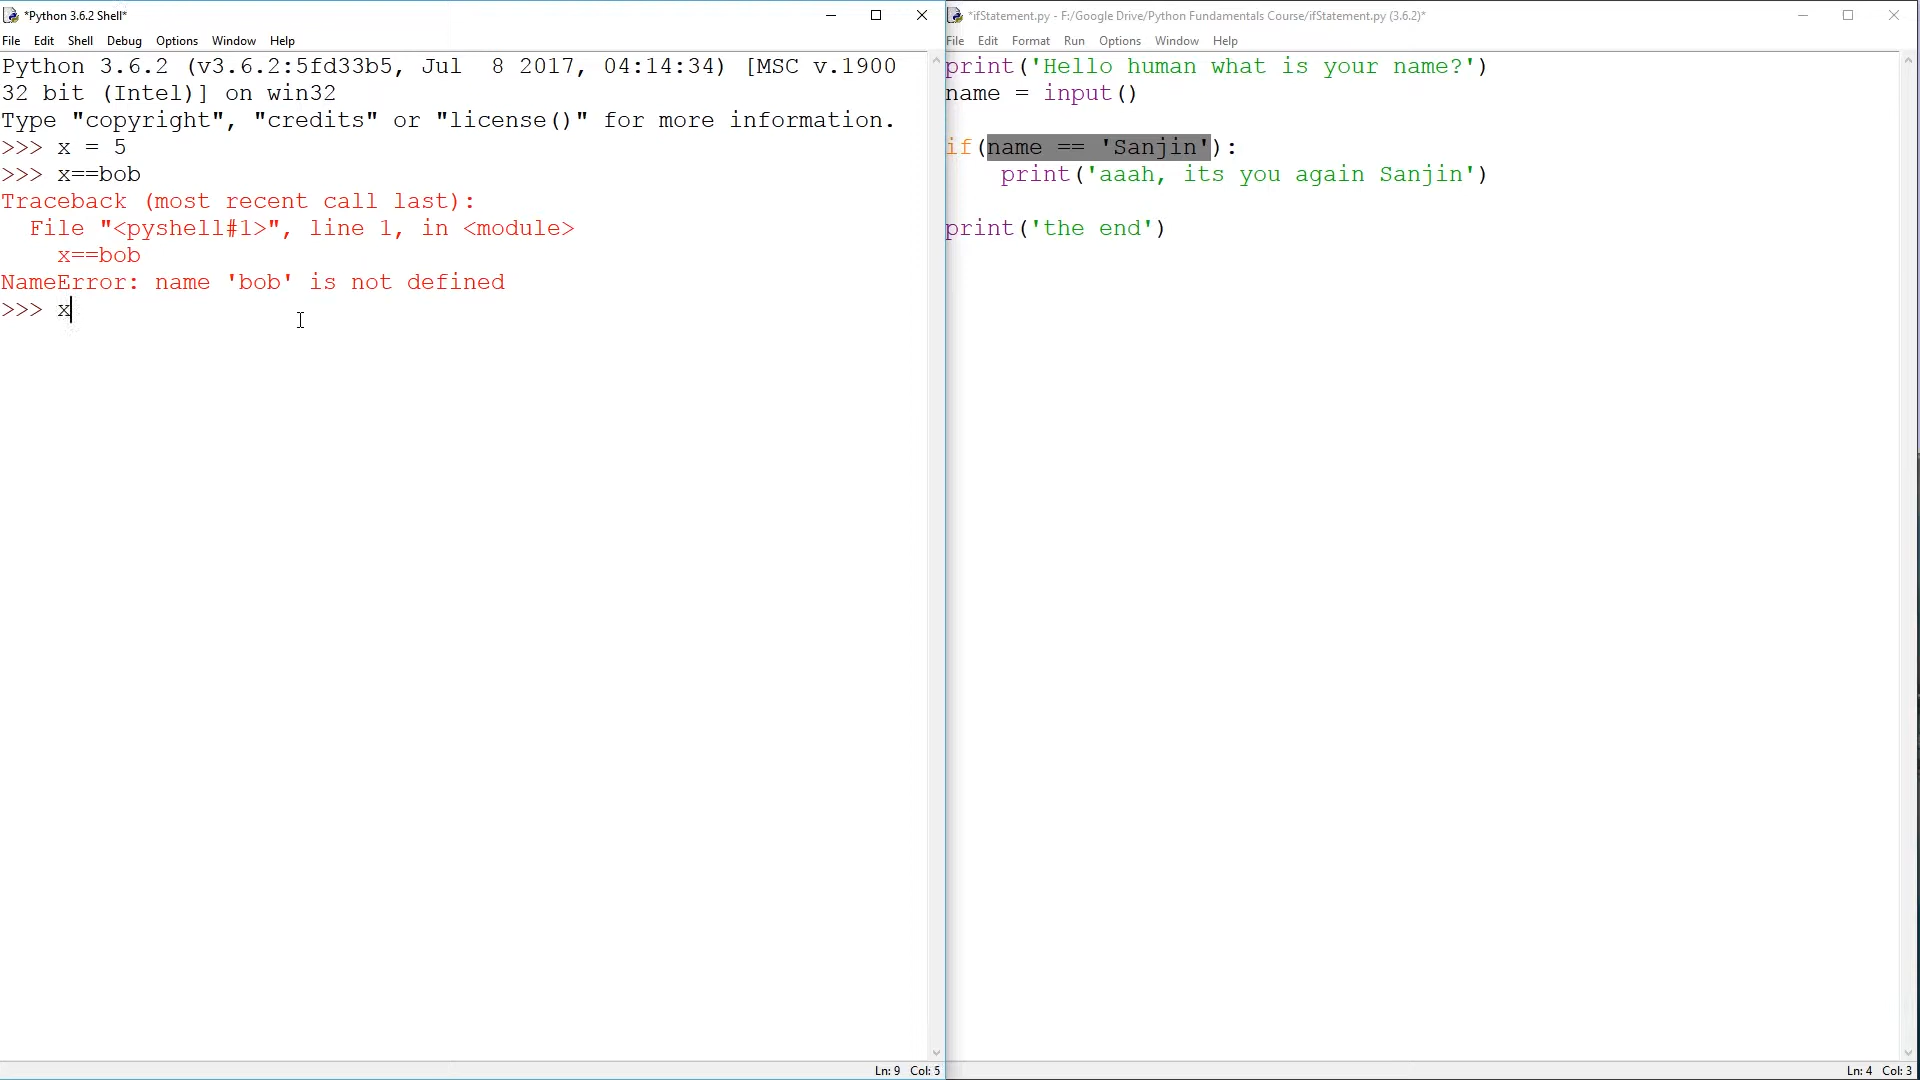 *Python 3.6.2 Shell*
File Edit Shell Debug Options Window Help
Python 3.6.2 (v3.6.2:5fd33b5, Jul  8 2017, 04:14:34) [MSC v.1900
32 bit (Intel)] on win32
Type "copyright", "credits" or "license()" for more information.
>>> x = 5
>>> x==bob
Traceback (most recent call last):
  File "<pyshell#1>", line 1, in <module>
    x==bob
NameError: name 'bob' is not defined
>>> x
Ln: 9 Col: 5
*ifStatement.py - F:/Google Drive/Python Fundamentals Course/ifStatement.py (3.6.2)*
File Edit Format Run Options Window Help
print('Hello human what is your name?')
name = input()
if(name == 'Sanjin'):
    print('aaah, its you again Sanjin')
print('the end')
Ln: 4 Col: 3